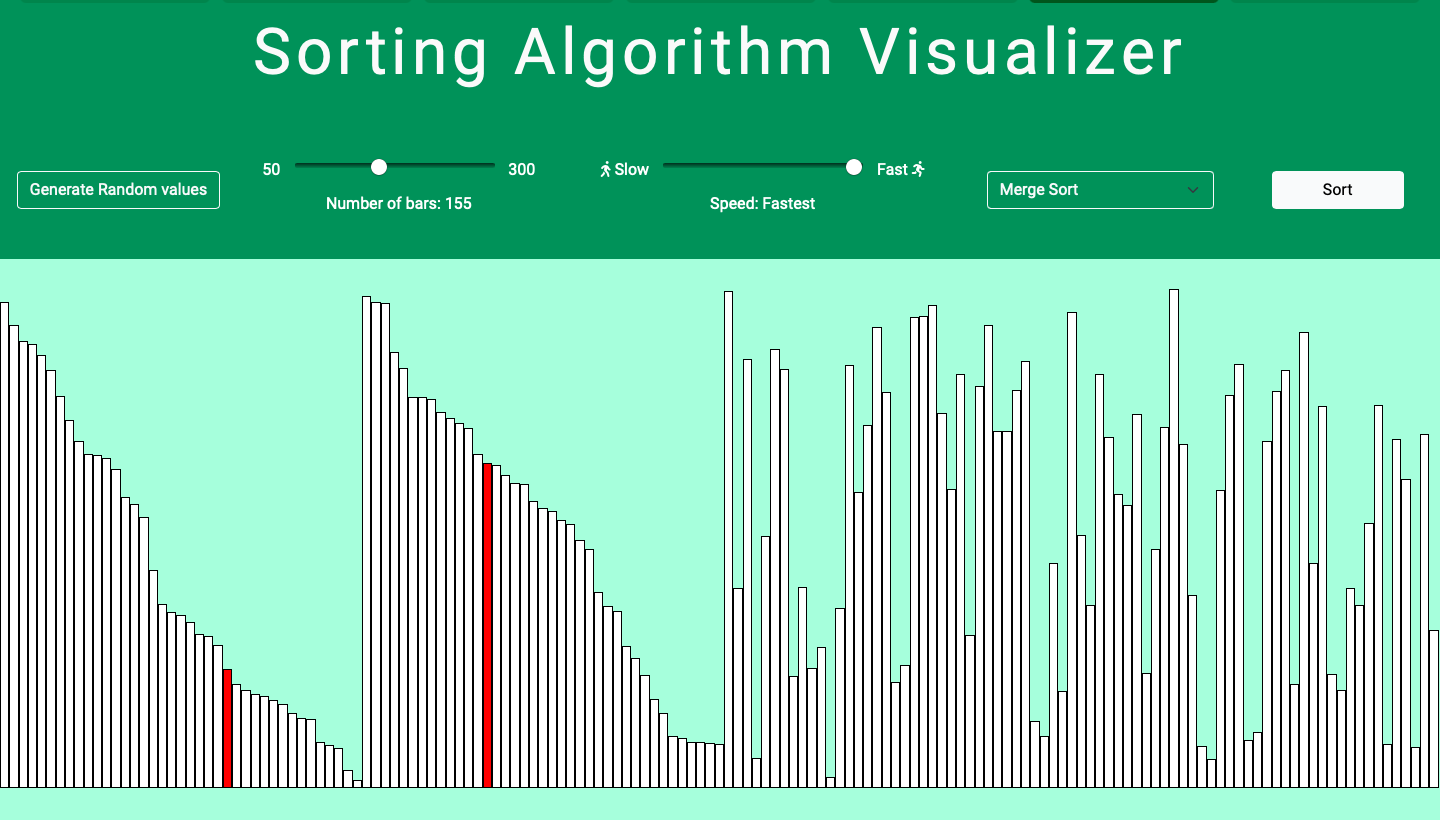 Sorting Algorithm Visualizer
Generate Random values
50
300
Number of bars: 155
Slow
Fast
Speed: Fastest
Merge Sort
Sort